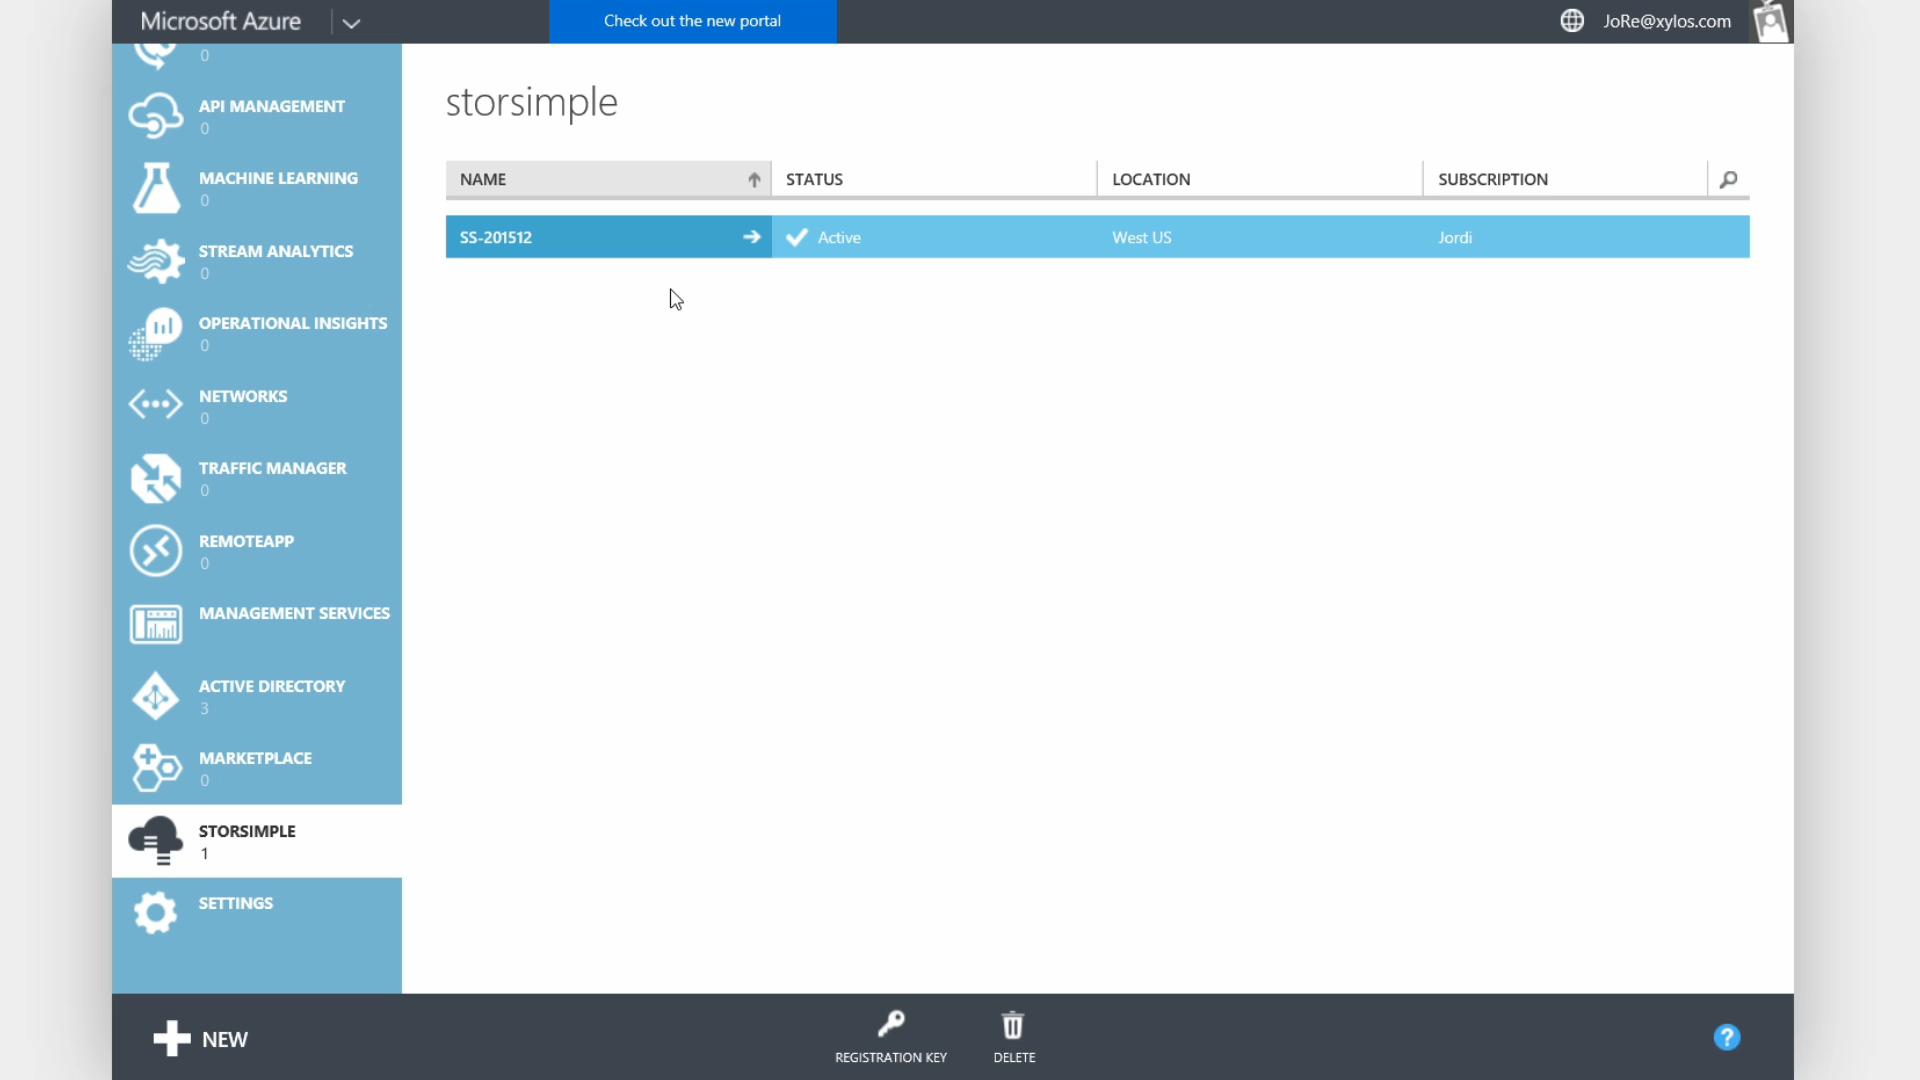 Microsoft Azure
Check out the new portal
JoRe@xylos.com
0
API MANAGEMENT
0
MACHINE LEARNING
0
STREAM ANALYTICS
0
OPERATIONAL INSIGHTS
0
NETWORKS
0
TRAFFIC MANAGER
0
REMOTEAPP
0
MANAGEMENT SERVICES
ACTIVE DIRECTORY
3
MARKETPLACE
0
STORSIMPLE
1
SETTINGS
storsimple
NAME STATUS LOCATION SUBSCRIPTION
SS-201512 Active West US Jordi
NEW
REGISTRATION KEY
DELETE
?